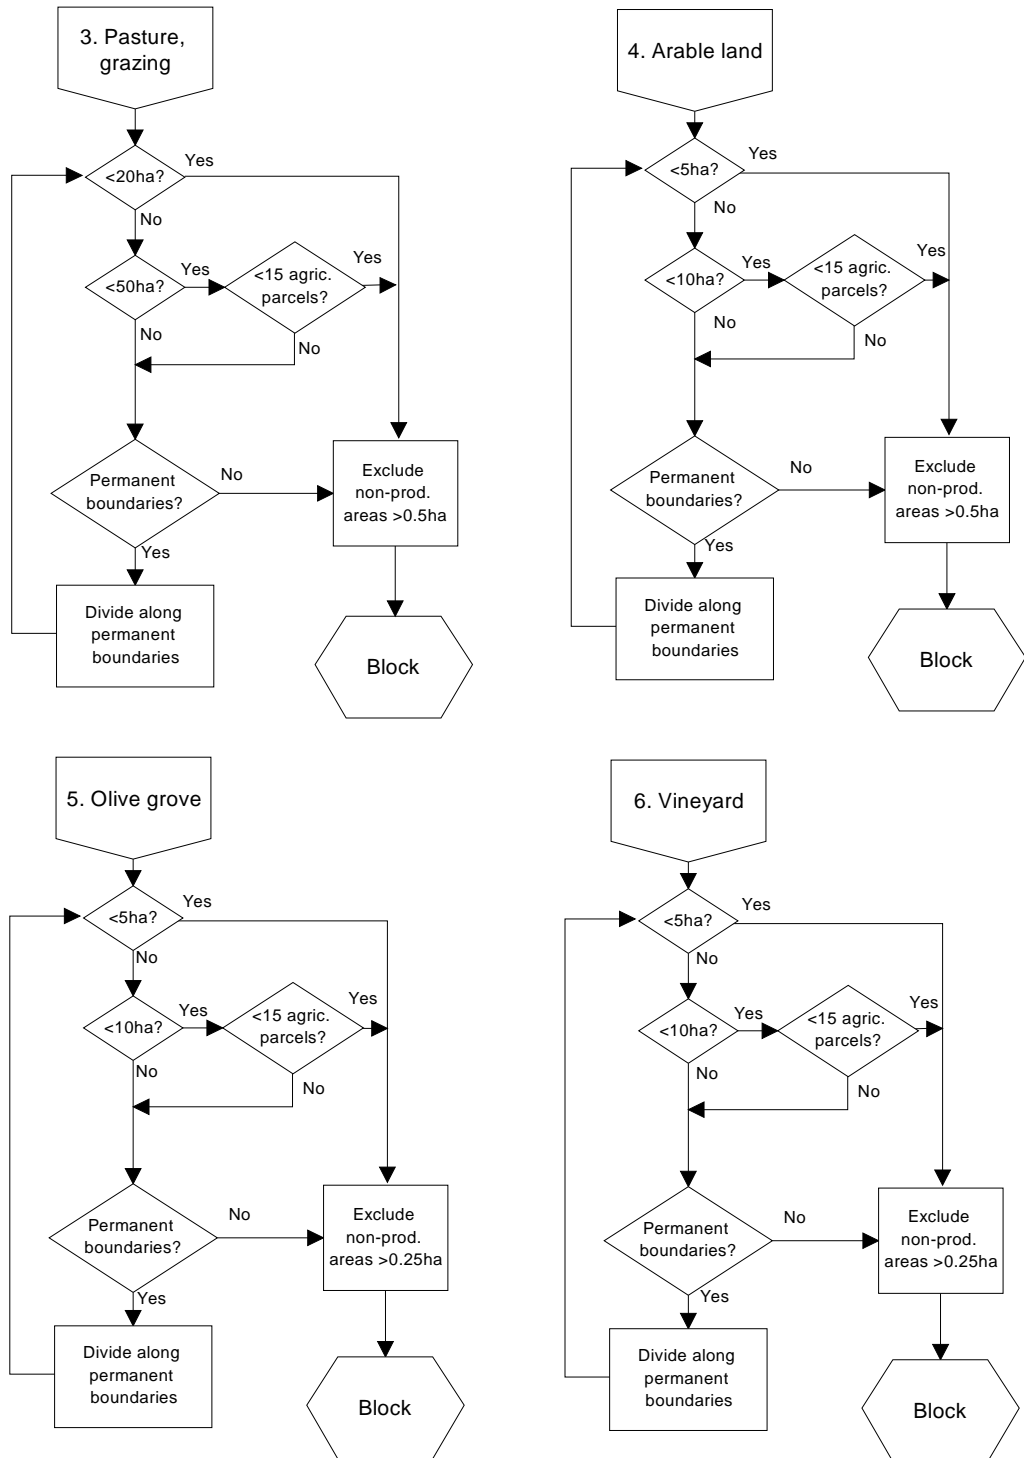 3. Pasture,
grazing
<20ha?
Yes
No
<50ha?
Yes
<15 agric.
parcels?
Yes
No
No
Permanent
boundaries?
No
Exclude
non-prod.
areas >0.5ha
Yes
Divide along
permanent
boundaries
Block
4. Arable land
<5ha?
Yes
No
<10ha?
Yes
<15 agric.
parcels?
Yes
No
No
Permanent
boundaries?
No
Exclude
non-prod.
areas >0.5ha
Yes
Divide along
permanent
boundaries
Block
5. Olive grove
<5ha?
Yes
No
<10ha?
Yes
<15 agric.
parcels?
Yes
No
No
Permanent
boundaries?
No
Exclude
non-prod.
areas >0.25ha
Yes
Divide along
permanent
boundaries
Block
6. Vineyard
<5ha?
Yes
No
<10ha?
Yes
<15 agric.
parcels?
Yes
No
No
Permanent
boundaries?
No
Exclude
non-prod.
areas >0.25ha
Yes
Divide along
permanent
boundaries
Block